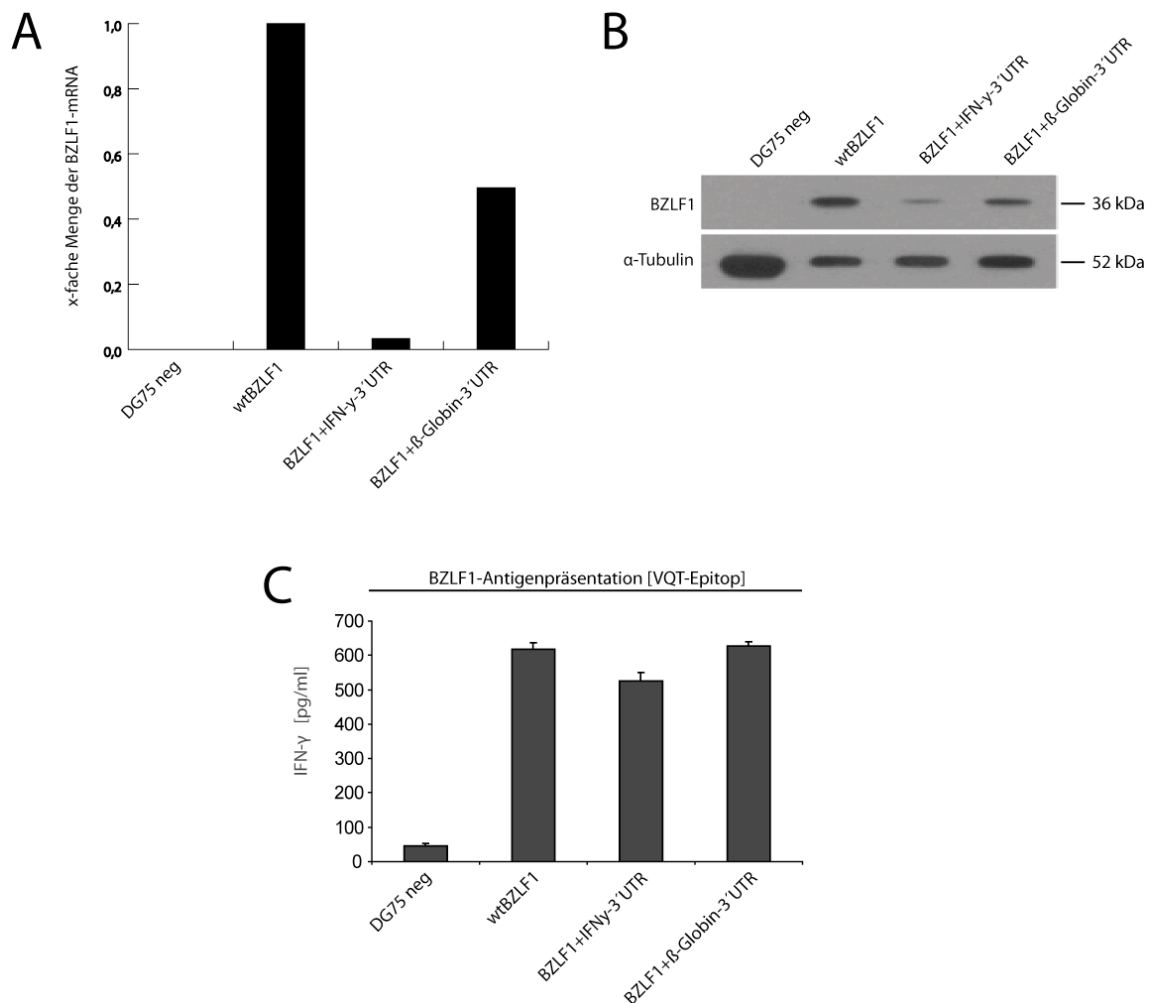 A
x-fache Menge der BZLF1-mRNA
1,0
0,8
0,6
0,4
0,2
0,0
DG75 neg
wtBZLF1
BZLF1+IFN-y-3´UTR
BZLF1+ß-Globin-3´UTR
B
DG75 neg
wtBZLF1
BZLF1+IFN-y-3´UTR
BZLF1+ß-Globin-3´UTR
BZLF1
36 kDa
α-Tubulin
52 kDa
C
BZLF1-Antigenpräsentation [VQT-Epitop]
IFN-γ [pg/ml]
700
600
500
400
300
200
100
0
DG75 neg
wtBZLF1
BZLF1+IFNy-3´UTR
BZLF1+ß-Globin-3´UTR